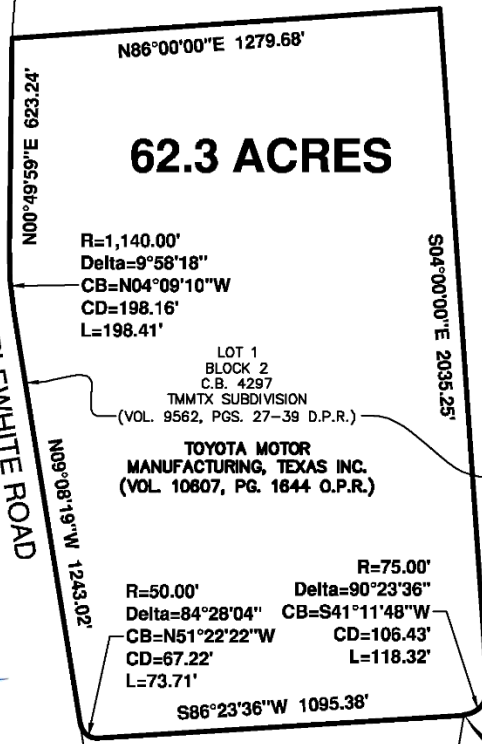 N86°00'00"E 1279.68'
N00°49'59"E 623.24'
62.3 ACRES
R=1,140.00'
Delta=9°58'18"
CB=N04°09'10"W
CD=198.16'
L=198.41'
S04°00'00"E 2035.25'
LOT 1
BLOCK 2
C.B. 4297
TMMTX SUBDIVISION
(VOL. 9562, PGS. 27-39 D.P.R.)
TOYOTA MOTOR
MANUFACTURING, TEXAS INC.
(VOL. 10607, PG. 1644 O.P.R.)
EWHITE ROAD
N09°08'19"W 1243.02'
R=50.00'
Delta=84°28'04"
CB=N51°22'22"W
CD=67.22'
L=73.71'
R=75.00'
Delta=90°23'36"
CB=S41°11'48"W
CD=106.43'
L=118.32'
S86°23'36"W 1095.38'